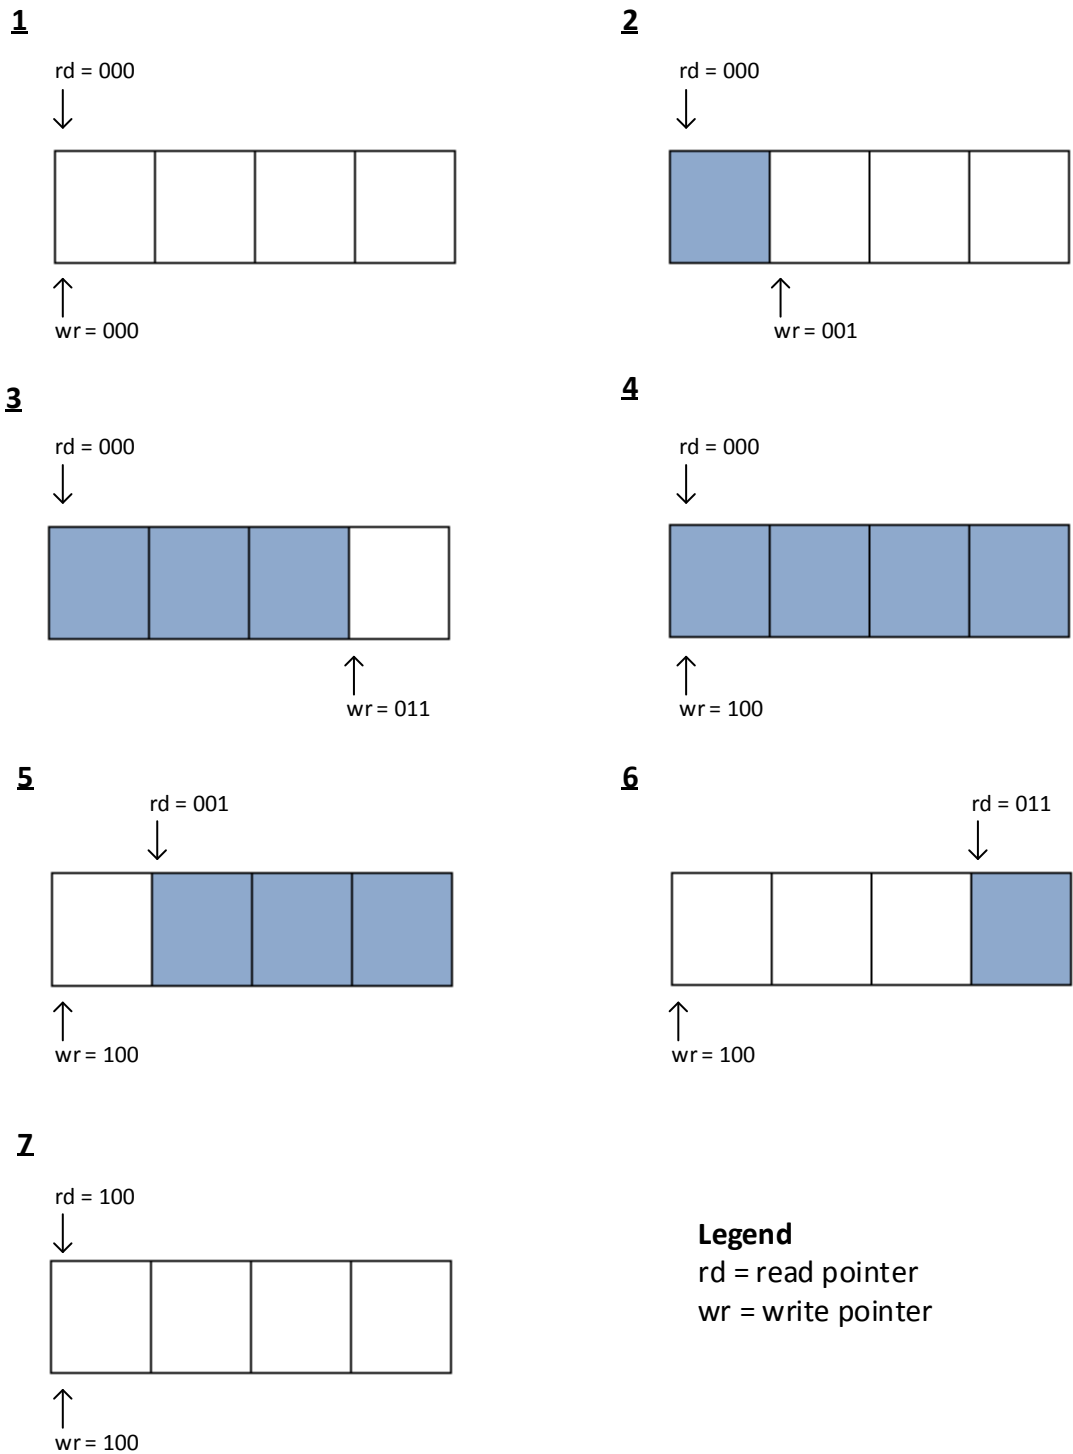 1
rd = 000
wr = 000
2
rd = 000
wr = 001
3
rd = 000
wr = 011
4
rd = 000
wr = 100
5
rd = 001
wr = 100
6
rd = 011
wr = 100
7
rd = 100
wr = 100
Legend
rd = read pointer
wr = write pointer